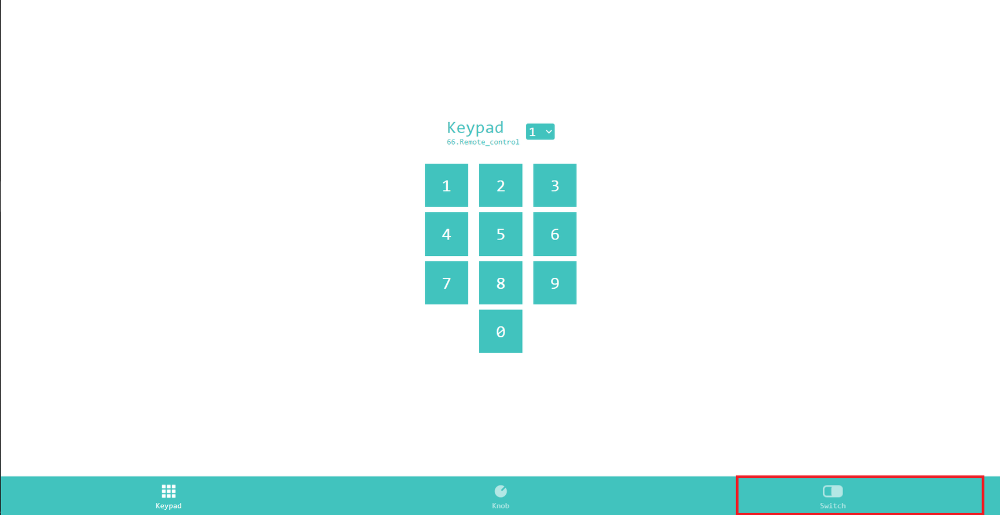 Keypad 1
66.Remote_control
1 2 3
4 5 6
7 8 9
0
Keypad Knob Switch